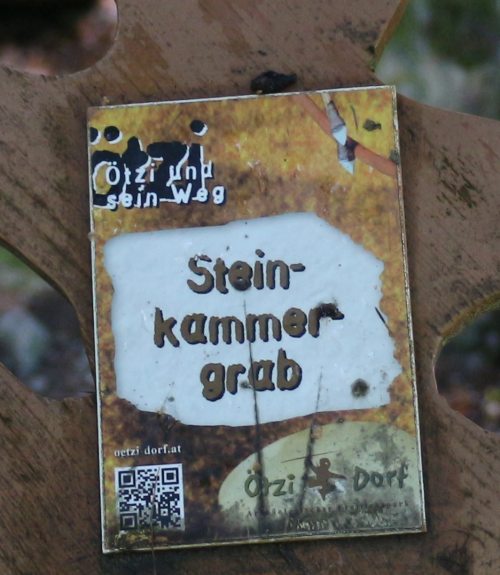 Ötzi und
sein Weg
Stein-
kammer
grab
oetzi-dorf.at
Ötzi Dorf